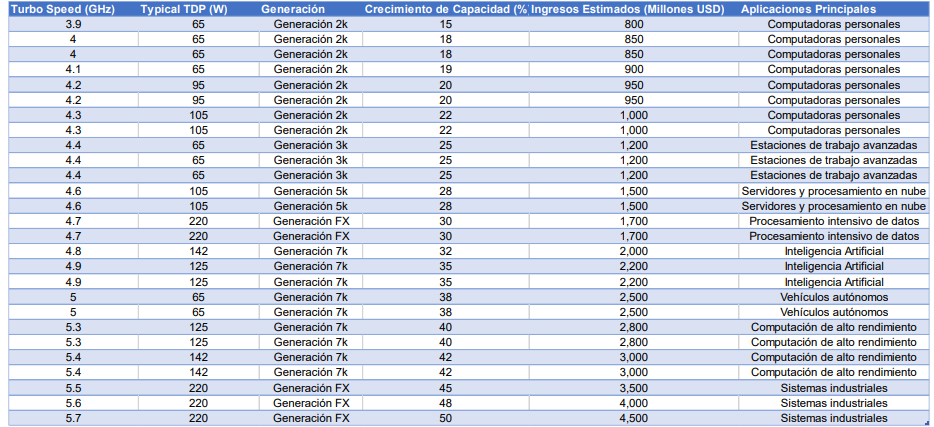 Turbo Speed (GHz) Typical TDP (W) Generación Crecimiento de Capacidad (% Ingresos Estimados (Millones USD) Aplicaciones Principales
3.9 65 Generación 2k 15 800 Computadoras personales
4 65 Generación 2k 18 850 Computadoras personales
4 65 Generación 2k 18 850 Computadoras personales
4.1 65 Generación 2k 19 900 Computadoras personales
4.2 95 Generación 2k 20 950 Computadoras personales
4.2 95 Generación 2k 20 950 Computadoras personales
4.3 105 Generación 2k 22 1,000 Computadoras personales
4.3 105 Generación 2k 22 1,000 Computadoras personales
4.4 65 Generación 3k 25 1,200 Estaciones de trabajo avanzadas
4.4 65 Generación 3k 25 1,200 Estaciones de trabajo avanzadas
4.4 65 Generación 3k 25 1,200 Estaciones de trabajo avanzadas
4.6 105 Generación 5k 28 1,500 Servidores y procesamiento en nube
4.6 105 Generación 5k 28 1,500 Servidores y procesamiento en nube
4.7 220 Generación FX 30 1,700 Procesamiento intensivo de datos
4.7 220 Generación FX 30 1,700 Procesamiento intensivo de datos
4.8 142 Generación 7k 32 2,000 Inteligencia Artificial
4.9 125 Generación 7k 35 2,200 Inteligencia Artificial
4.9 125 Generación 7k 35 2,200 Inteligencia Artificial
5 65 Generación 7k 38 2,500 Vehículos autónomos
5 65 Generación 7k 38 2,500 Vehículos autónomos
5.3 125 Generación 7k 40 2,800 Computación de alto rendimiento
5.3 125 Generación 7k 40 2,800 Computación de alto rendimiento
5.4 142 Generación 7k 42 3,000 Computación de alto rendimiento
5.4 142 Generación 7k 42 3,000 Computación de alto rendimiento
5.5 220 Generación FX 45 3,500 Sistemas industriales
5.6 220 Generación FX 48 4,000 Sistemas industriales
5.7 220 Generación FX 50 4,500 Sistemas industriales